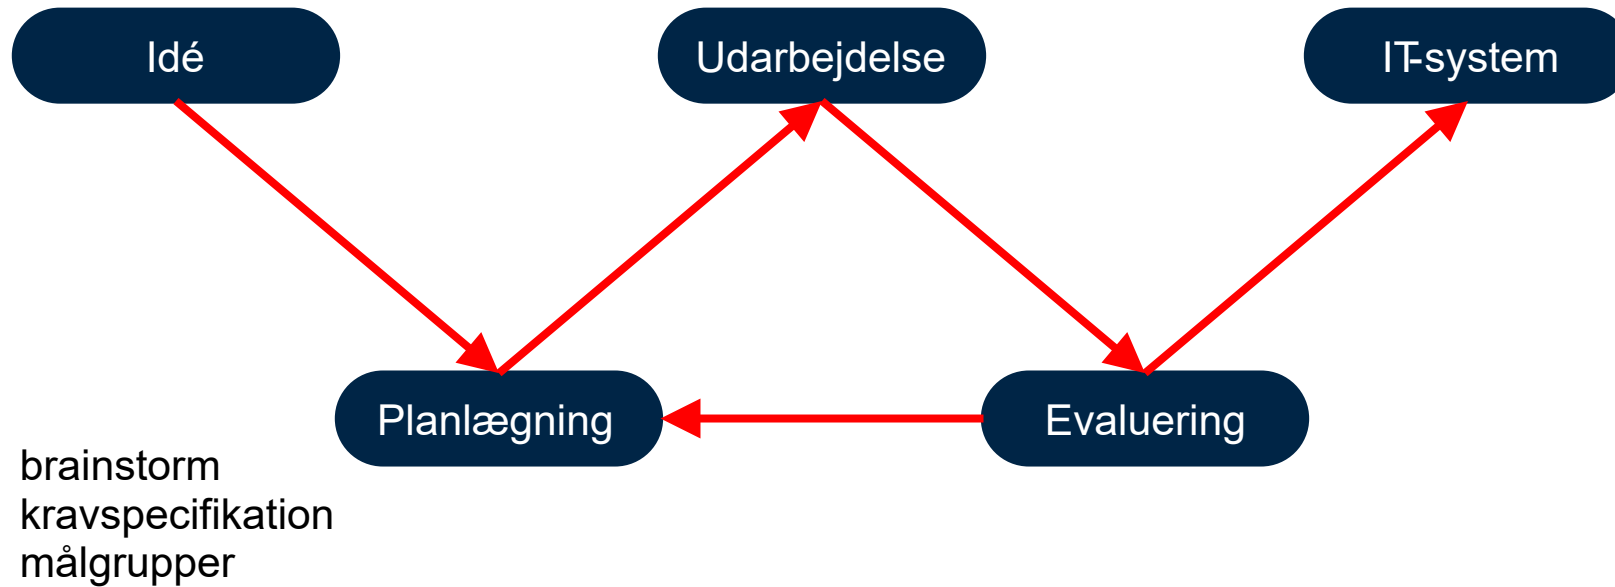 Idé
Udarbejdelse
IT-system
Planlægning
Evaluering
brainstorm
kravspecifikation
målgrupper